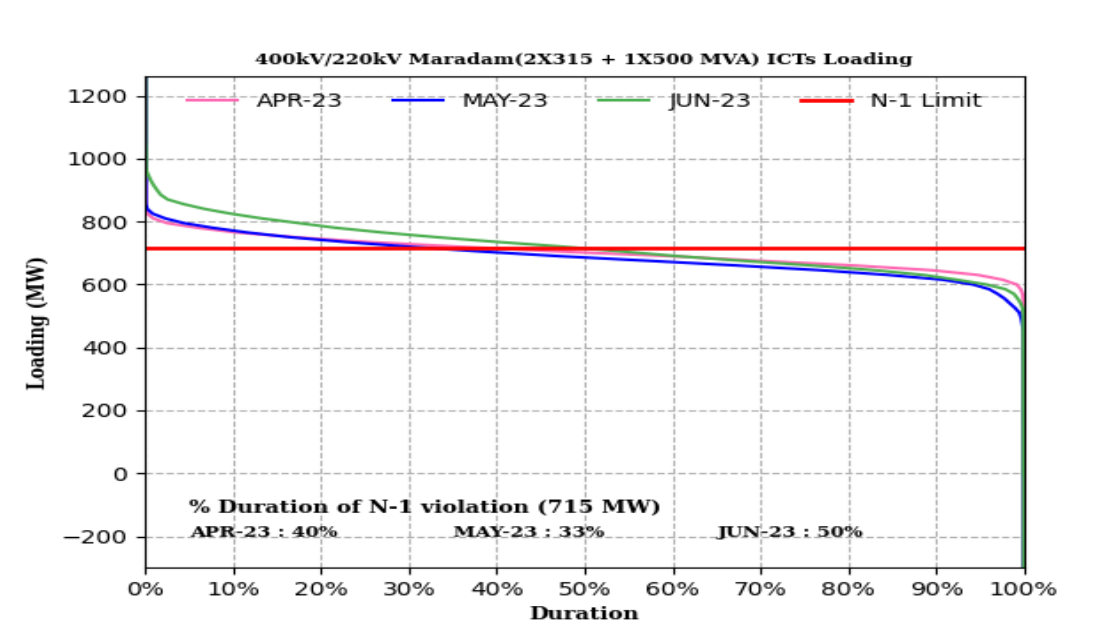 400kV/220kV Maradam(2X315 + 1X500 MVA) ICTs Loading
APR-23 MAY-23 JUN-23 N-1 Limit
1200
1000
800
600
400
200
0
−200
Loading (MW)
% Duration of N-1 violation (715 MW)
APR-23 : 40% MAY-23 : 33% JUN-23 : 50%
0% 10% 20% 30% 40% 50% 60% 70% 80% 90% 100%
Duration